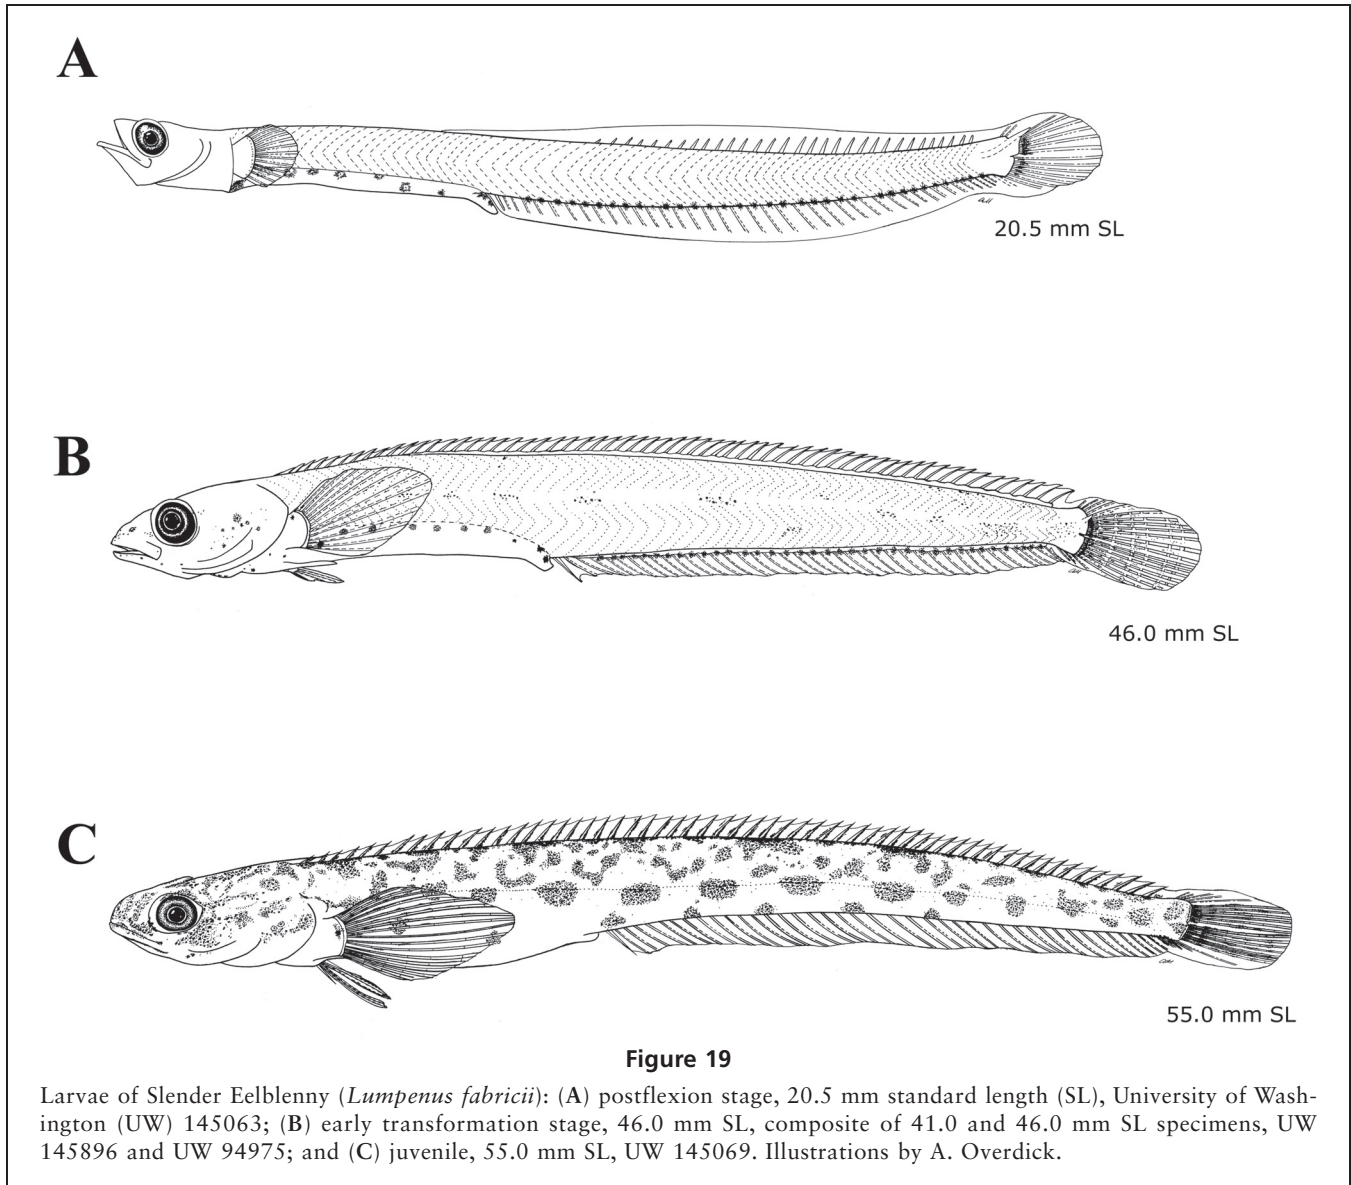 A
20.5 mm SL
B
46.0 mm SL
C
55.0 mm SL
Figure 19
Larvae of Slender Eelblenny (Lumpenus fabricii): (A) postflexion stage, 20.5 mm standard length (SL), University of Wash-
ington (UW) 145063; (B) early transformation stage, 46.0 mm SL, composite of 41.0 and 46.0 mm SL specimens, UW
145896 and UW 94975; and (C) juvenile, 55.0 mm SL, UW 145069. Illustrations by A. Overdick.